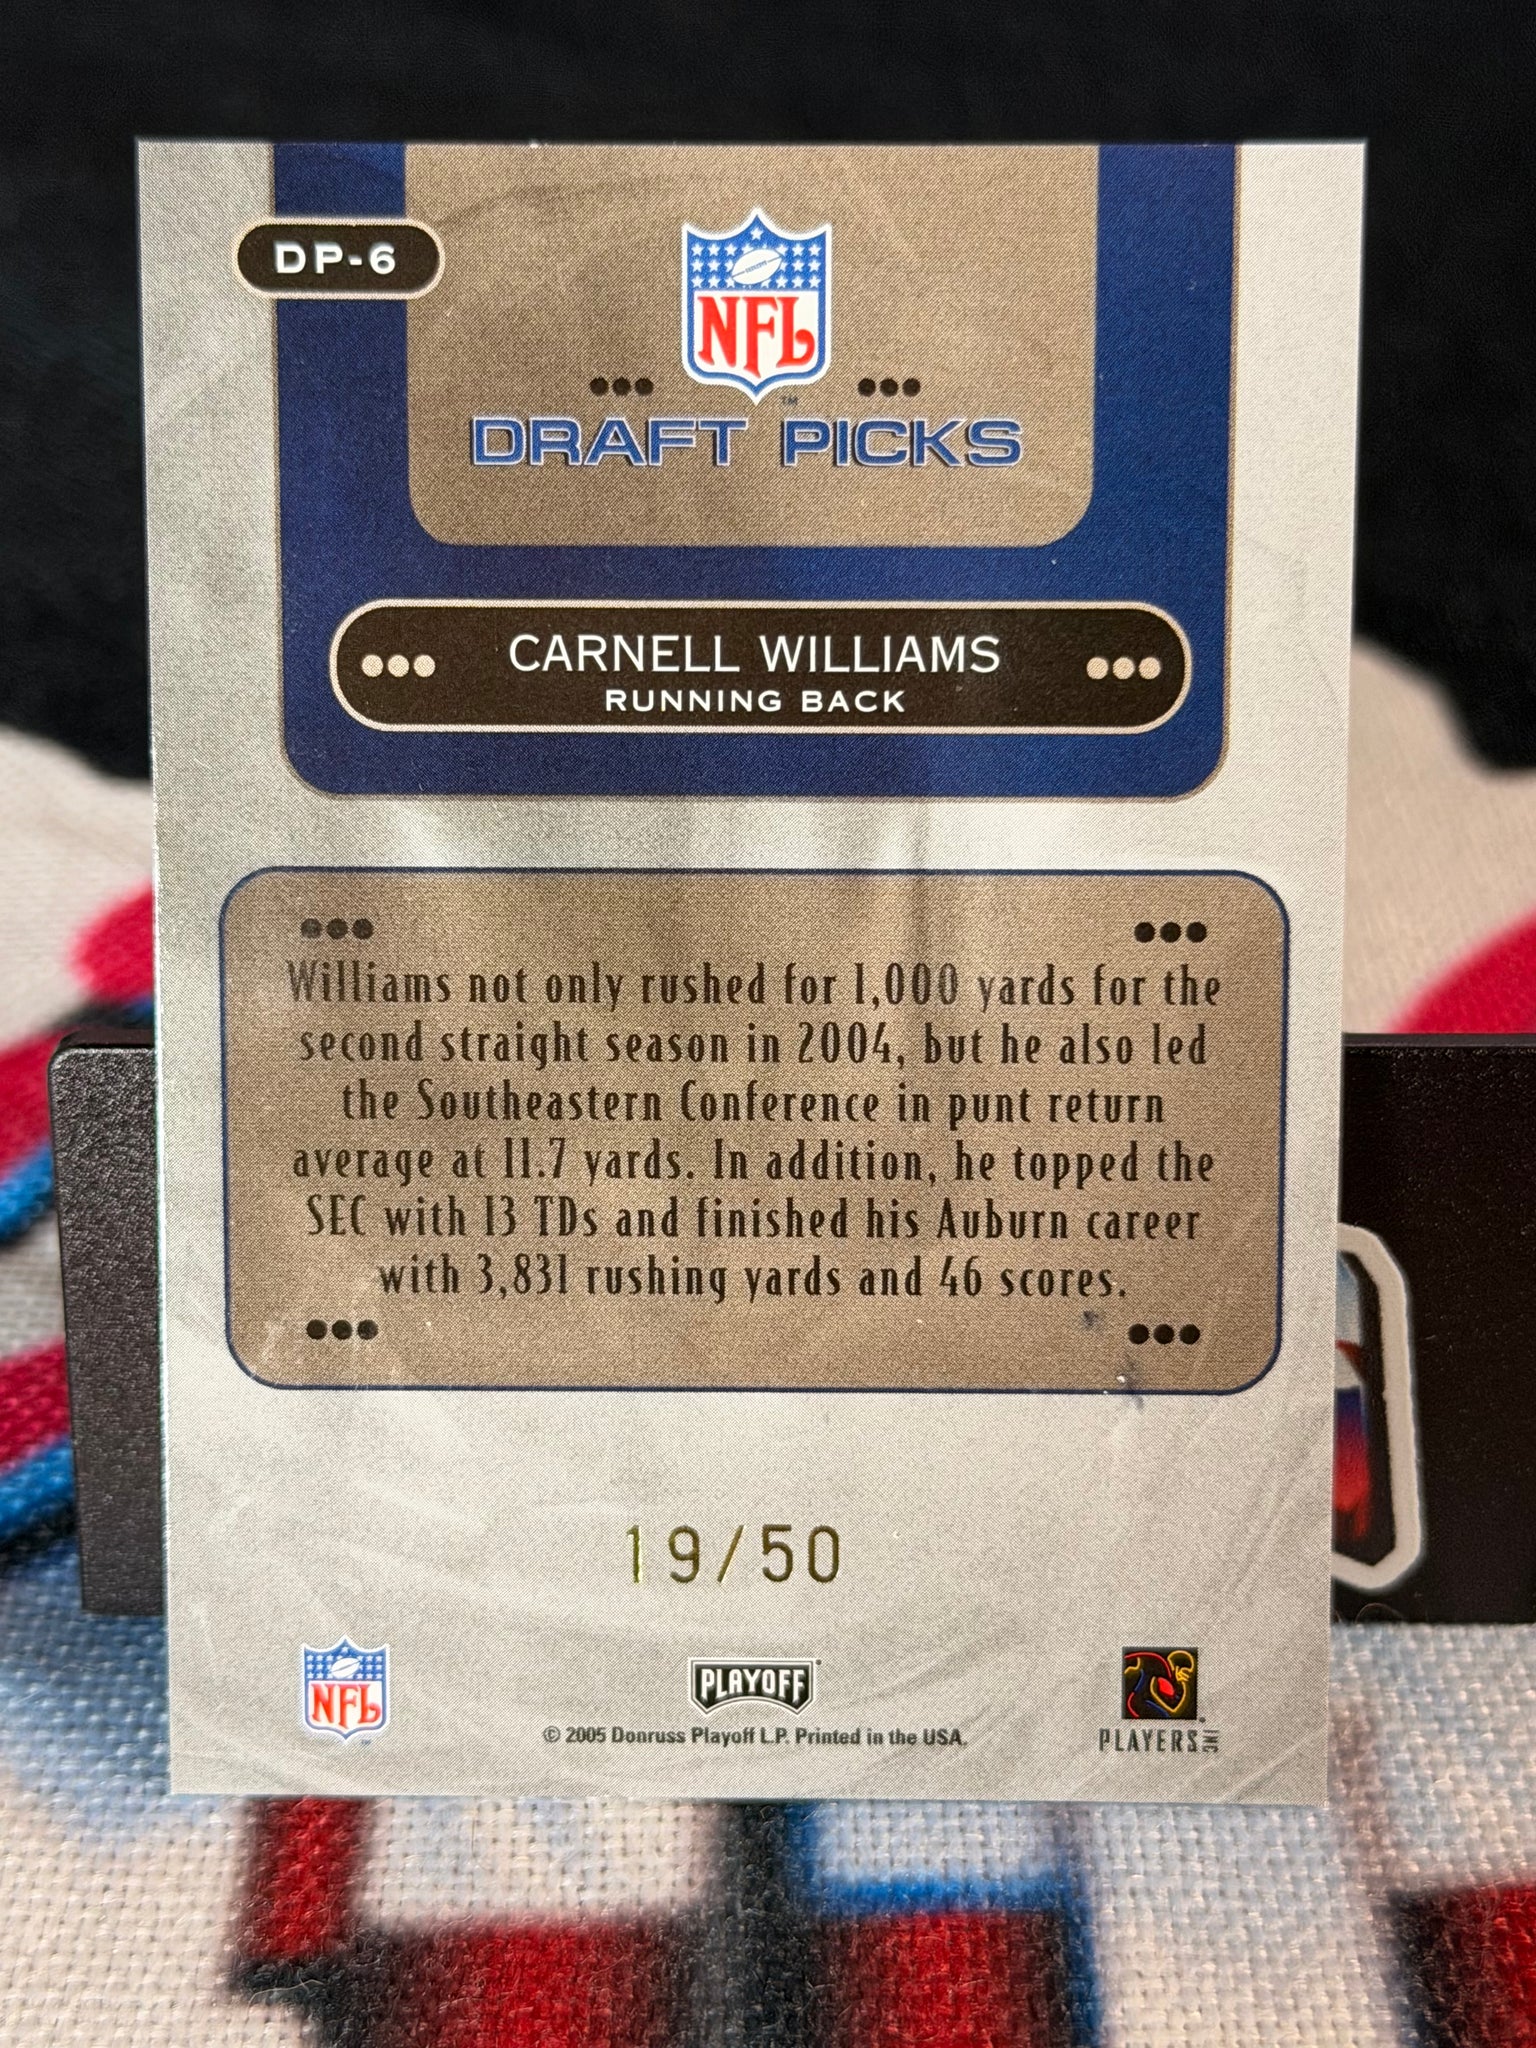 DP-6
NFL
TM
DRAFT PICKS
CARNELL WILLIAMS
RUNNING BACK
Williams not only rushed for 1,000 yards for the
second straight season in 2004, but he also led
the Southeastern Conference in punt return
average at 11.7 yards. In addition, he topped the
SEC with 13 TDs and finished his Auburn career
with 3,831 rushing yards and 46 scores.
19/50
NFL
PLAYOFF
© 2005 Donruss Playoff L.P. Printed in the USA.
PLAYERS INC